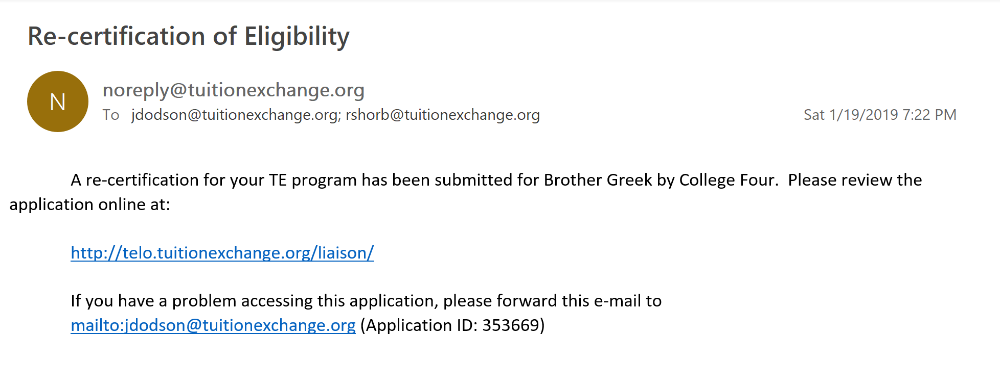 Re-certification of Eligibility
N
noreply@tuitionexchange.org
To jdodson@tuitionexchange.org; rshorb@tuitionexchange.org Sat 1/19/2019 7:22 PM
A re-certification for your TE program has been submitted for Brother Greek by College Four.  Please review the
application online at:
http://telo.tuitionexchange.org/liaison/
If you have a problem accessing this application, please forward this e-mail to
mailto:jdodson@tuitionexchange.org (Application ID: 353669)